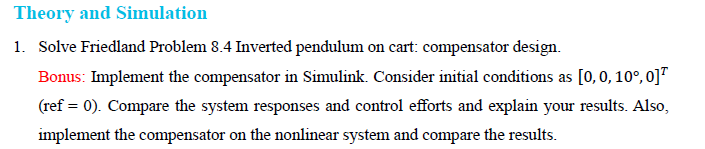 Theory and Simulation
1. Solve Friedland Problem 8.4 Inverted pendulum on cart: compensator design.
Bonus: Implement the compensator in Simulink. Consider initial conditions as [0, 0, 10°, 0]ᵀ
(ref = 0). Compare the system responses and control efforts and explain your results. Also,
implement the compensator on the nonlinear system and compare the results.